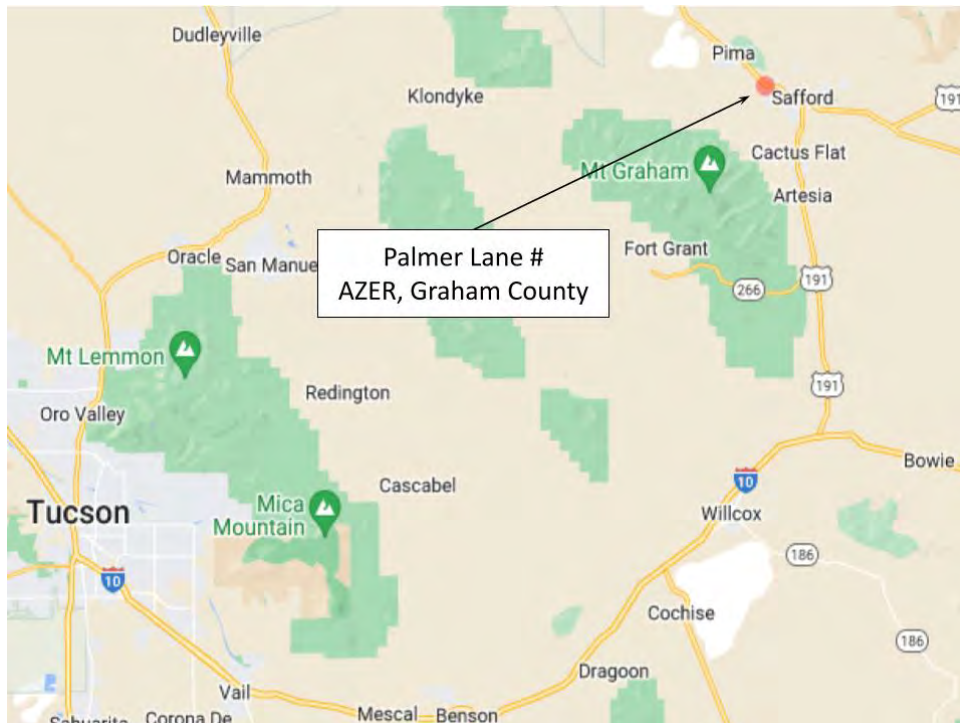 Dudleyville
Pima
Klondyke
Safford
191
Cactus Flat
Mt Graham
Mammoth
Artesia
Palmer Lane #
AZER, Graham County
Fort Grant
Oracle
San Manue
191
266
Mt Lemmon
191
Redington
Oro Valley
Bowie
Cascabel
10
Mica
Mountain
Tucson
Willcox
186
10
Cochise
186
Dragoon
Vail
Mescal
Benson
Corona De